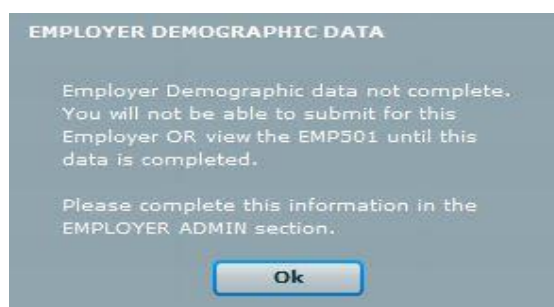 EMPLOYER DEMOGRAPHIC DATA
Employer Demographic data not complete.
You will not be able to submit for this
Employer OR view the EMP501 until this
data is completed.
Please complete this information in the
EMPLOYER ADMIN section.
Ok